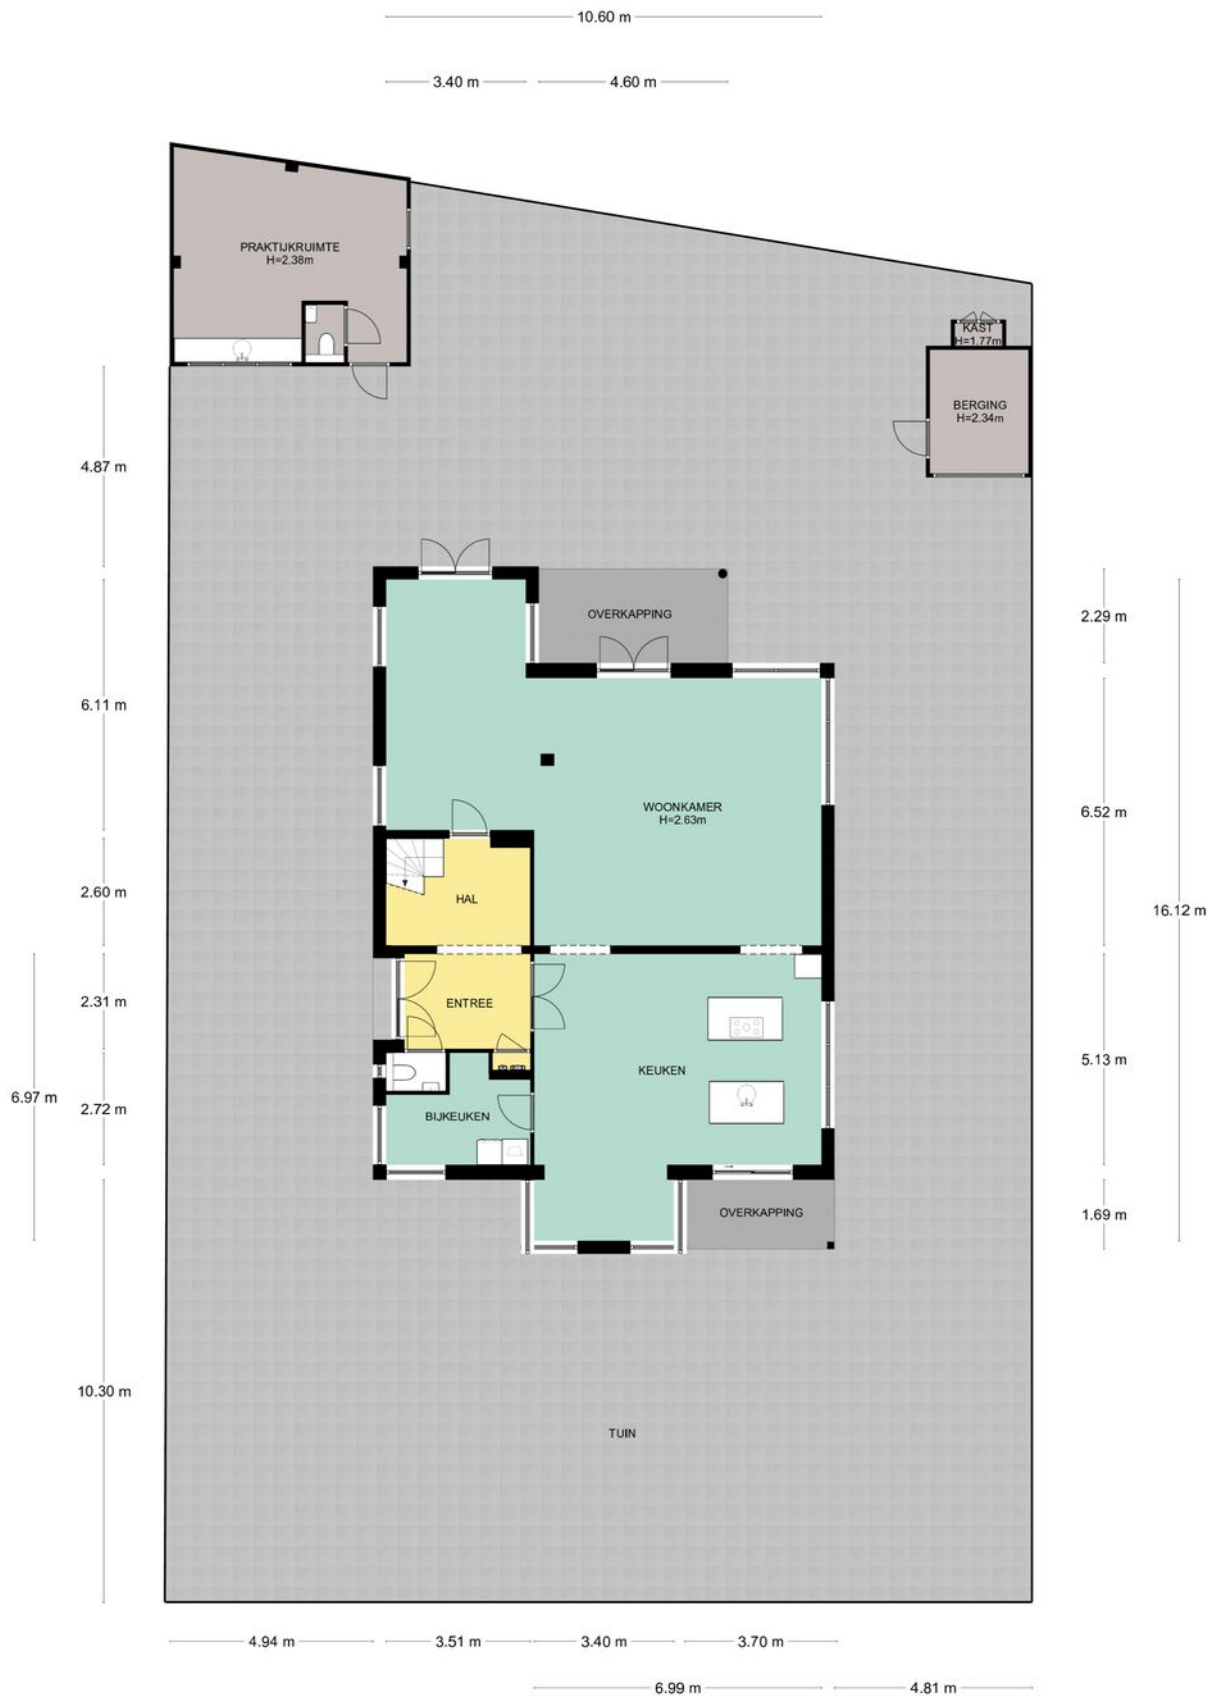 10.60 m
3.40 m
4.60 m
PRAKTIJKRUIMTE
H=2.38m
KAST
H=1.77m
BERGING
H=2.34m
4.87 m
OVERKAPPING
2.29 m
6.11 m
WOONKAMER
H=2.63m
6.52 m
2.60 m
HAL
16.12 m
2.31 m
ENTREE
5.13 m
KEUKEN
6.97 m
2.72 m
BIJKEUKEN
OVERKAPPING
1.69 m
10.30 m
TUIN
4.94 m
3.51 m
3.40 m
3.70 m
6.99 m
4.81 m